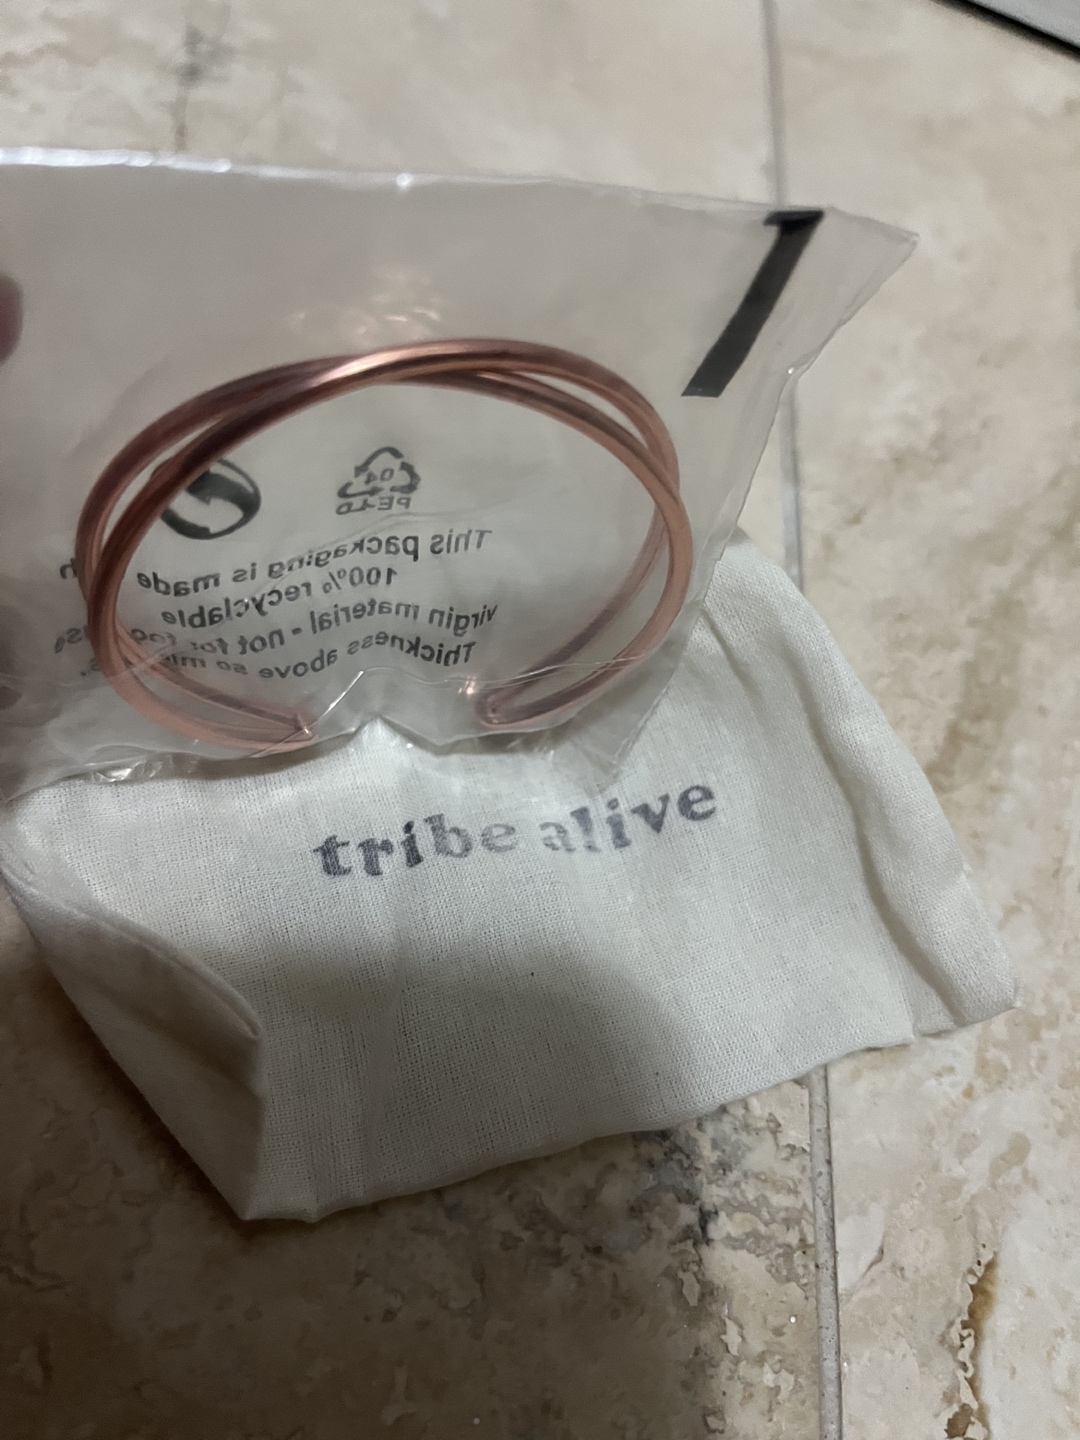 04
PE-LD
This packaging is made
100% recyclable
virgin material - not for
Thickness above
tribe alive